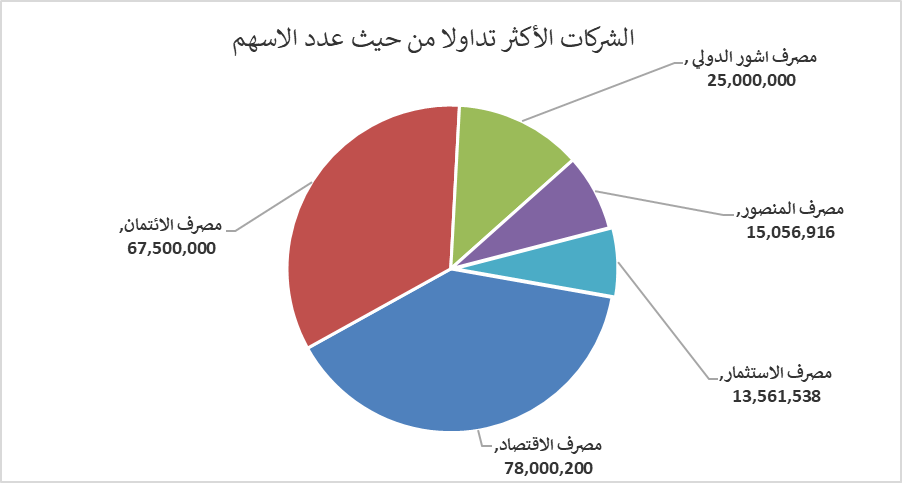 الشركات الأكثر تداولا من حيث عدد الاسهم
مصرف اشور الدولي ,
25,000,000
مصرف المنصور,
15,056,916
مصرف الاستثمار,
13,561,538
مصرف الاقتصاد,
78,000,200
مصرف الائتمان,
67,500,000